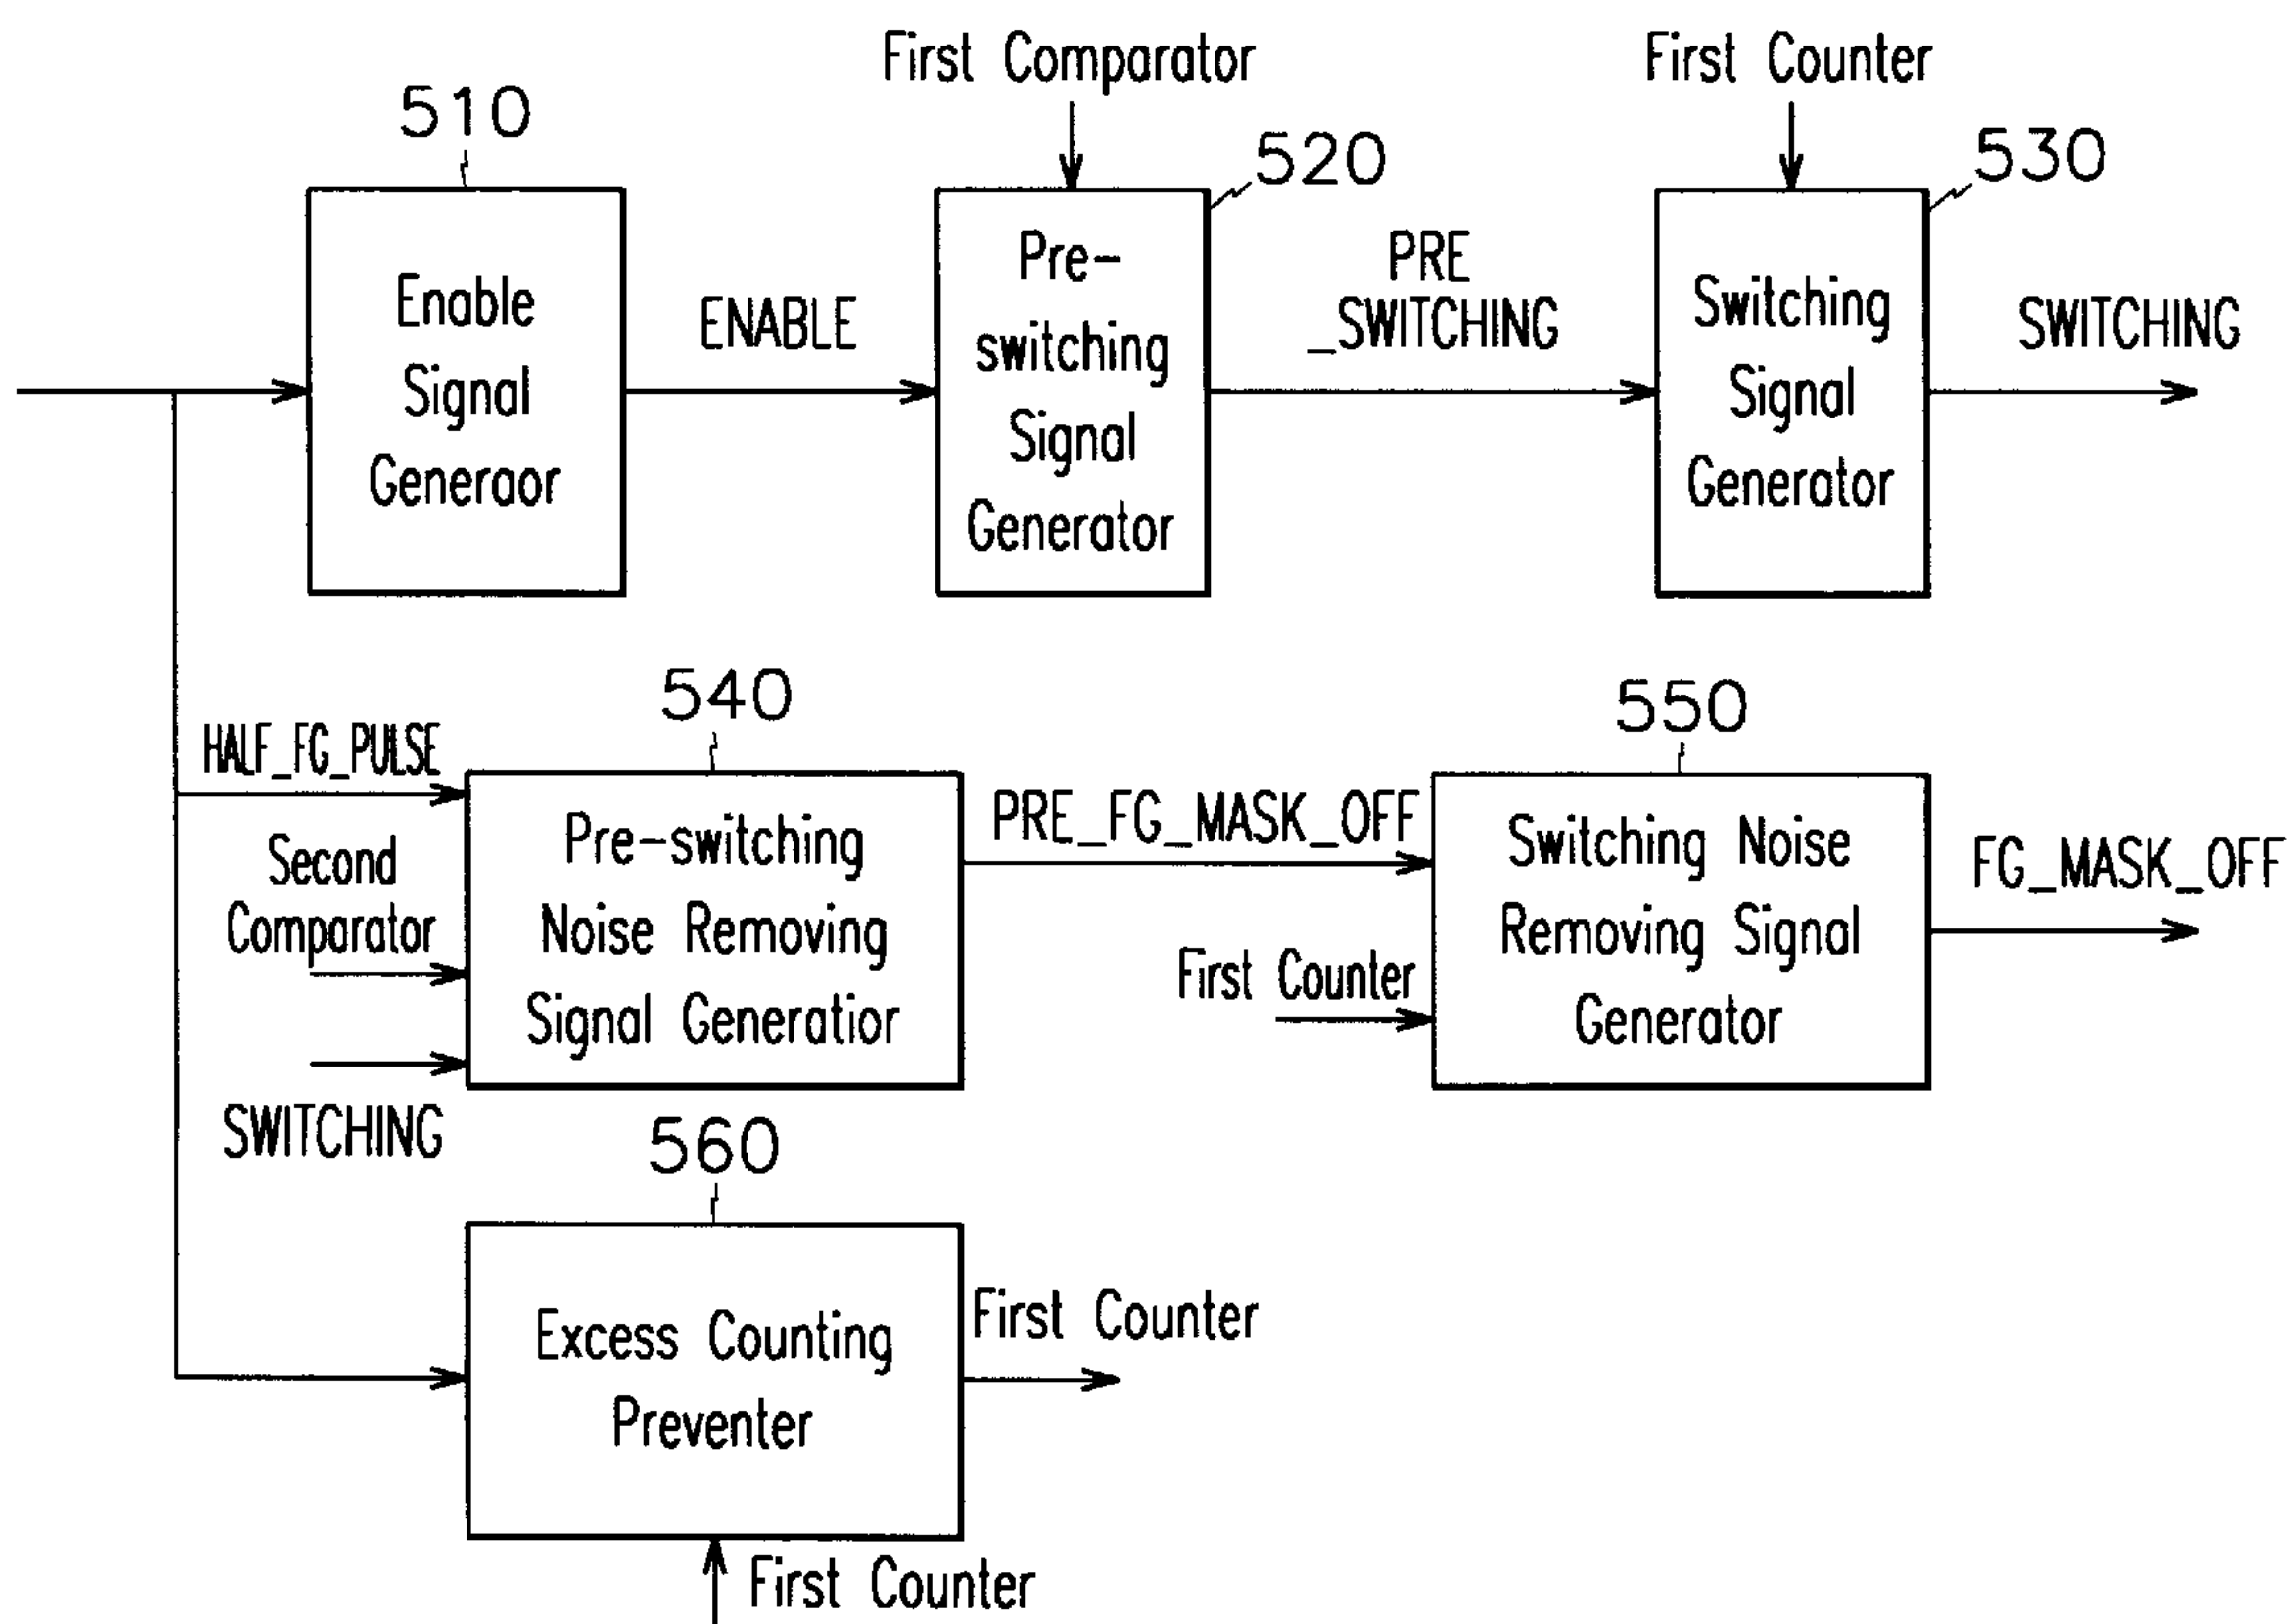 First Comparator
First Counter
510
520
530
Enable
Signal
Generaor
ENABLE
Pre-
switching
Signal
Generator
PRE
_SWITCHING
Switching
Signal
Generator
SWITCHING
540
550
HALF_FG_PULSE
Second
Comparator
SWITCHING
Pre-switching
Noise Removing
Signal Generatior
PRE_FG_MASK_OFF
First Counter
Switching Noise
Removing Signal
Generator
FG_MASK_OFF
560
Excess Counting
Preventer
First Counter
First Counter